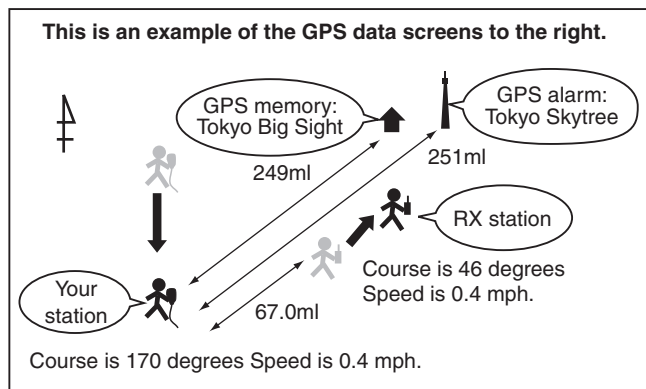 This is an example of the GPS data screens to the right.
GPS memory:
Tokyo Big Sight
GPS alarm:
Tokyo Skytree
249ml
251ml
RX station
Course is 46 degrees
Speed is 0.4 mph.
Your
station
67.0ml
Course is 170 degrees Speed is 0.4 mph.